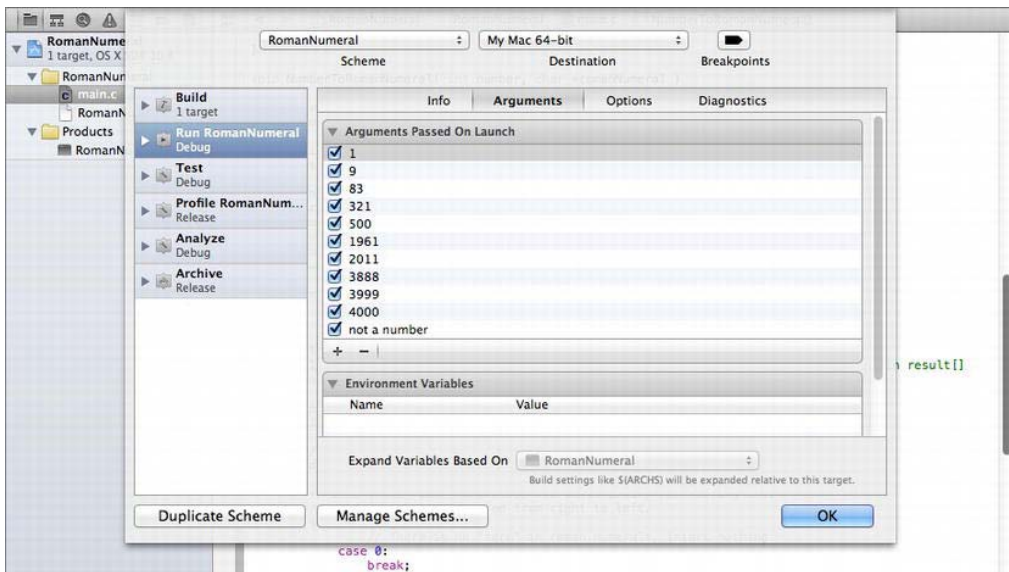 RomanNume
1 target, OS X
RomanNum
main.c
RomanN
Products
RomanN
RomanNumeral
My Mac 64-bit
Scheme
Destination
Breakpoints
Build
1 target
Run RomanNumeral
Debug
Test
Debug
Profile RomanNum...
Release
Analyze
Debug
Archive
Release
Info
Arguments
Options
Diagnostics
Arguments Passed On Launch
1
9
83
321
500
1961
2011
3888
3999
4000
not a number
+ −
Environment Variables
Name
Value
Expand Variables Based On
RomanNumeral
Build settings like $(ARCHS) will be expanded relative to this target.
Duplicate Scheme
Manage Schemes...
OK
result[]
case 0:
break;